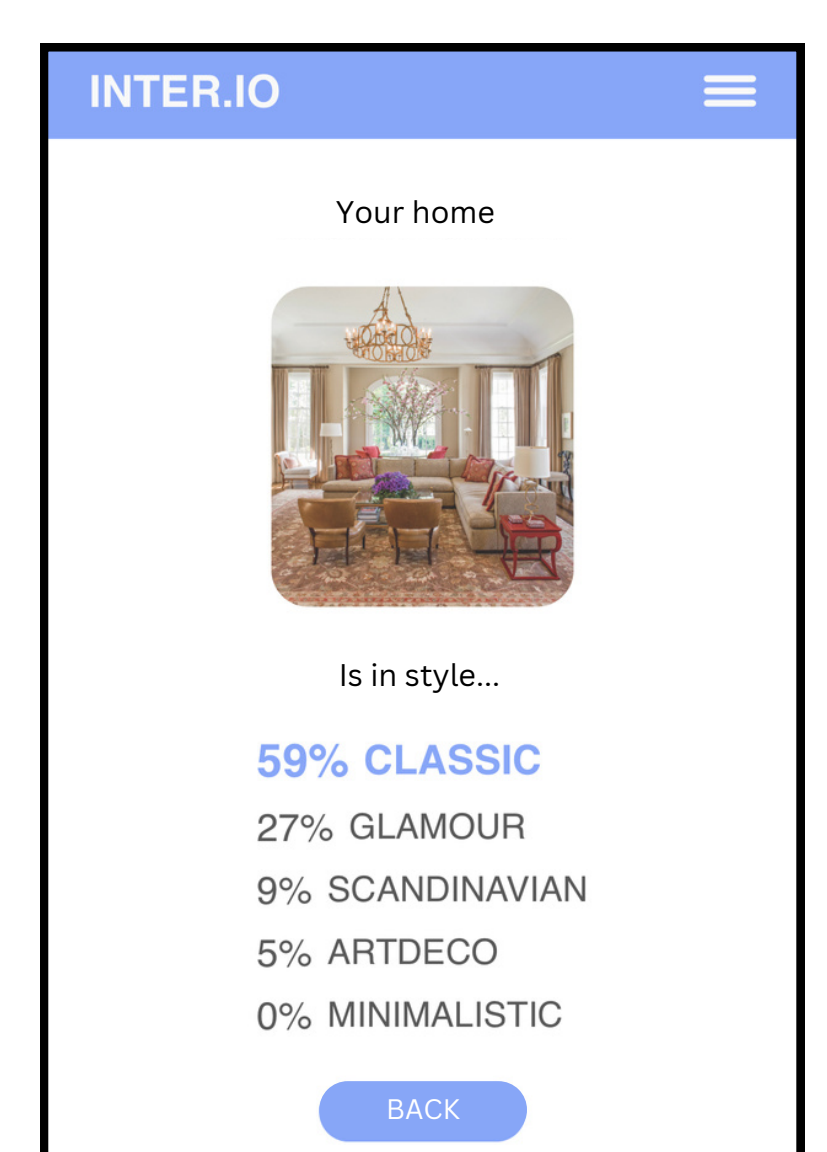 INTER.IO
Your home
Is in style...
59% CLASSIC
27% GLAMOUR
9% SCANDINAVIAN
5% ARTDECO
0% MINIMALISTIC
BACK